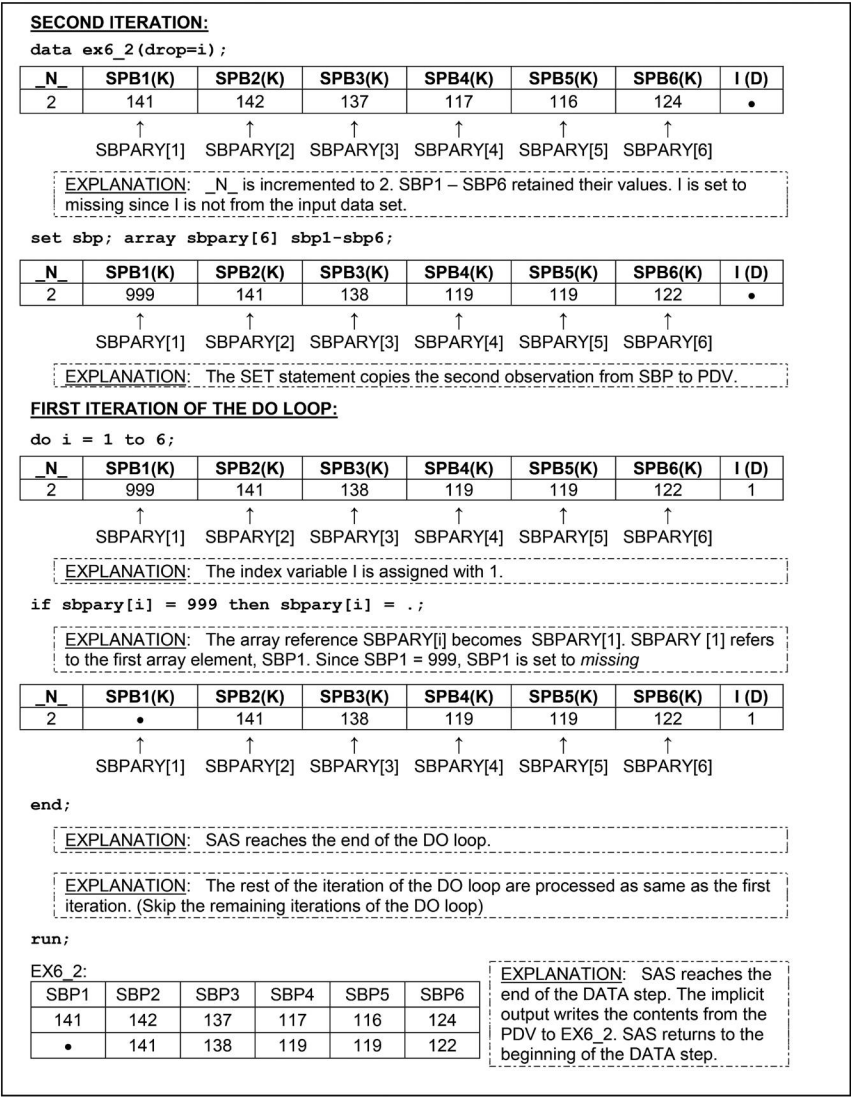 SECOND ITERATION:
data ex6_2(drop=i);
_N_ SPB1(K) SPB2(K) SPB3(K) SPB4(K) SPB5(K) SPB6(K) I (D)
2 141 142 137 117 116 124 •
↑ ↑ ↑ ↑ ↑ ↑
SBPARY[1] SBPARY[2] SBPARY[3] SBPARY[4] SBPARY[5] SBPARY[6]
EXPLANATION: _N_ is incremented to 2. SBP1 – SBP6 retained their values. I is set to
missing since I is not from the input data set.
set sbp; array sbpary[6] sbp1-sbp6;
_N_ SPB1(K) SPB2(K) SPB3(K) SPB4(K) SPB5(K) SPB6(K) I (D)
2 999 141 138 119 119 122 •
↑ ↑ ↑ ↑ ↑ ↑
SBPARY[1] SBPARY[2] SBPARY[3] SBPARY[4] SBPARY[5] SBPARY[6]
EXPLANATION: The SET statement copies the second observation from SBP to PDV.
FIRST ITERATION OF THE DO LOOP:
do i = 1 to 6;
_N_ SPB1(K) SPB2(K) SPB3(K) SPB4(K) SPB5(K) SPB6(K) I (D)
2 999 141 138 119 119 122 1
↑ ↑ ↑ ↑ ↑ ↑
SBPARY[1] SBPARY[2] SBPARY[3] SBPARY[4] SBPARY[5] SBPARY[6]
EXPLANATION: The index variable I is assigned with 1.
if sbpary[i] = 999 then sbpary[i] = .;
EXPLANATION: The array reference SBPARY[i] becomes SBPARY[1]. SBPARY [1] refers
to the first array element, SBP1. Since SBP1 = 999, SBP1 is set to missing
_N_ SPB1(K) SPB2(K) SPB3(K) SPB4(K) SPB5(K) SPB6(K) I (D)
2 • 141 138 119 119 122 1
↑ ↑ ↑ ↑ ↑ ↑
SBPARY[1] SBPARY[2] SBPARY[3] SBPARY[4] SBPARY[5] SBPARY[6]
end;
EXPLANATION: SAS reaches the end of the DO loop.
EXPLANATION: The rest of the iteration of the DO loop are processed as same as the first
iteration. (Skip the remaining iterations of the DO loop)
run;
EX6_2:
SBP1 SBP2 SBP3 SBP4 SBP5 SBP6
141 142 137 117 116 124
• 141 138 119 119 122
EXPLANATION: SAS reaches the
end of the DATA step. The implicit
output writes the contents from the
PDV to EX6_2. SAS returns to the
beginning of the DATA step.